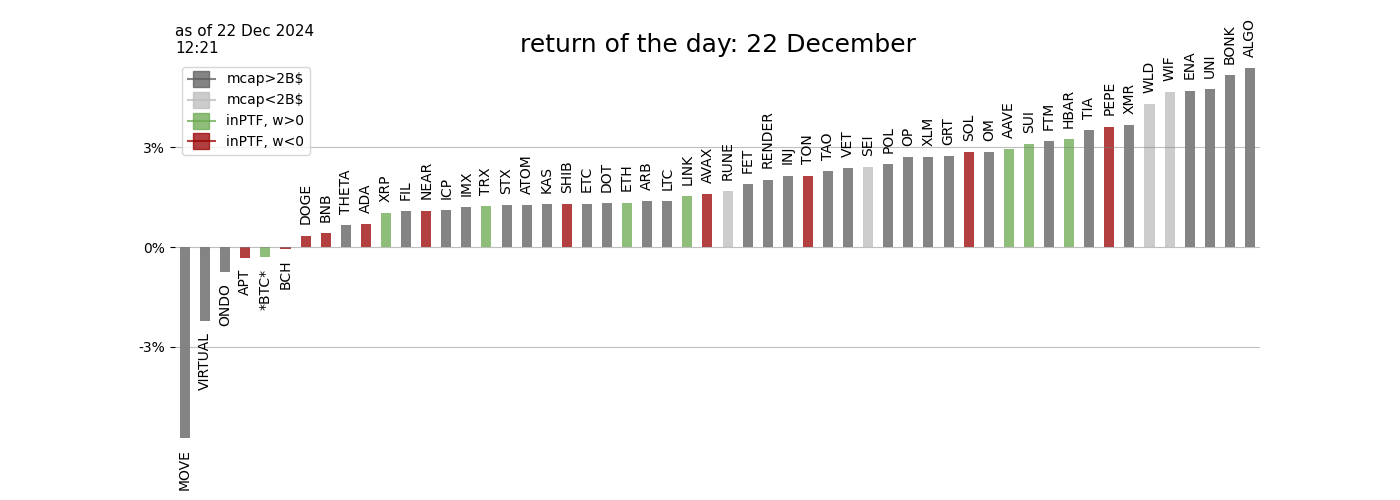 as of 22 Dec 2024
12:21
return of the day: 22 December
mcap>2B$
mcap<2B$
inPTF, w>0
inPTF, w<0
3%
0%
-3%
MOVE
VIRTUAL
ONDO
APT
*BTC*
BCH
DOGE
BNB
THETA
ADA
XRP
FIL
NEAR
ICP
IMX
TRX
STX
ATOM
KAS
SHIB
ETC
DOT
ETH
ARB
LTC
LINK
AVAX
RUNE
FET
RENDER
INJ
TON
TAO
VET
SEI
POL
OP
XLM
GRT
SOL
OM
AAVE
SUI
FTM
HBAR
TIA
PEPE
XMR
WLD
WIF
ENA
UNI
BONK
ALGO